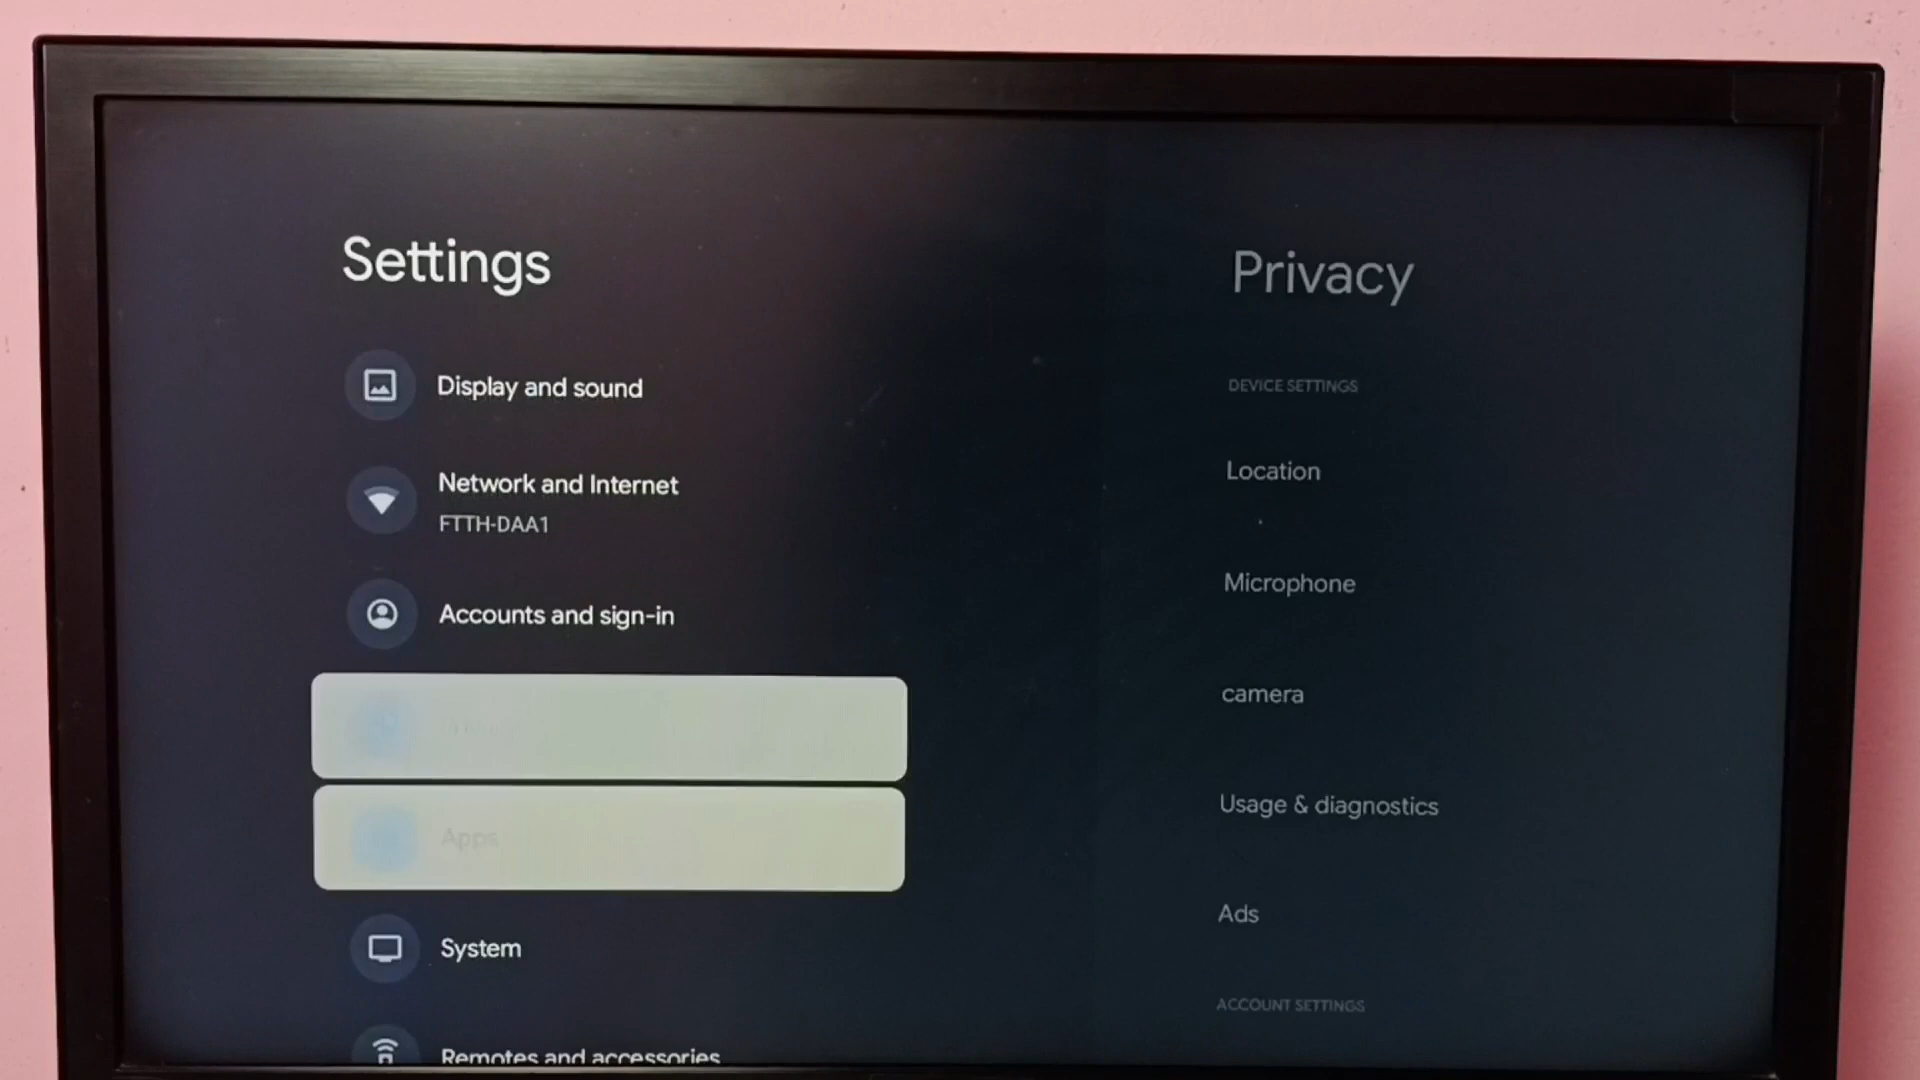 Settings
Display and sound
Network and Internet
FTTH-DAA1
Accounts and sign-in
Apps
System
Remotes and accessories
Privacy
DEVICE SETTINGS
Location
Microphone
camera
Usage & diagnostics
Ads
ACCOUNT SETTINGS